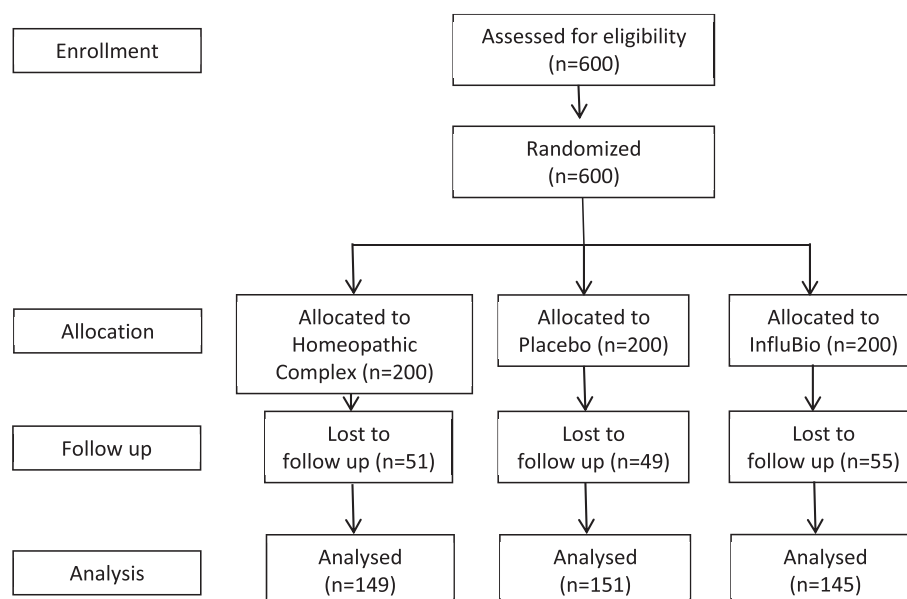 Enrollment
Assessed for eligibility
(n=600)
Randomized
(n=600)
Allocation
Allocated to
Homeopathic
Complex (n=200)
Allocated to
Placebo (n=200)
Allocated to
InfluBio (n=200)
Follow up
Lost to
follow up (n=51)
Lost to
follow up (n=49)
Lost to
follow up (n=55)
Analysis
Analysed
(n=149)
Analysed
(n=151)
Analysed
(n=145)